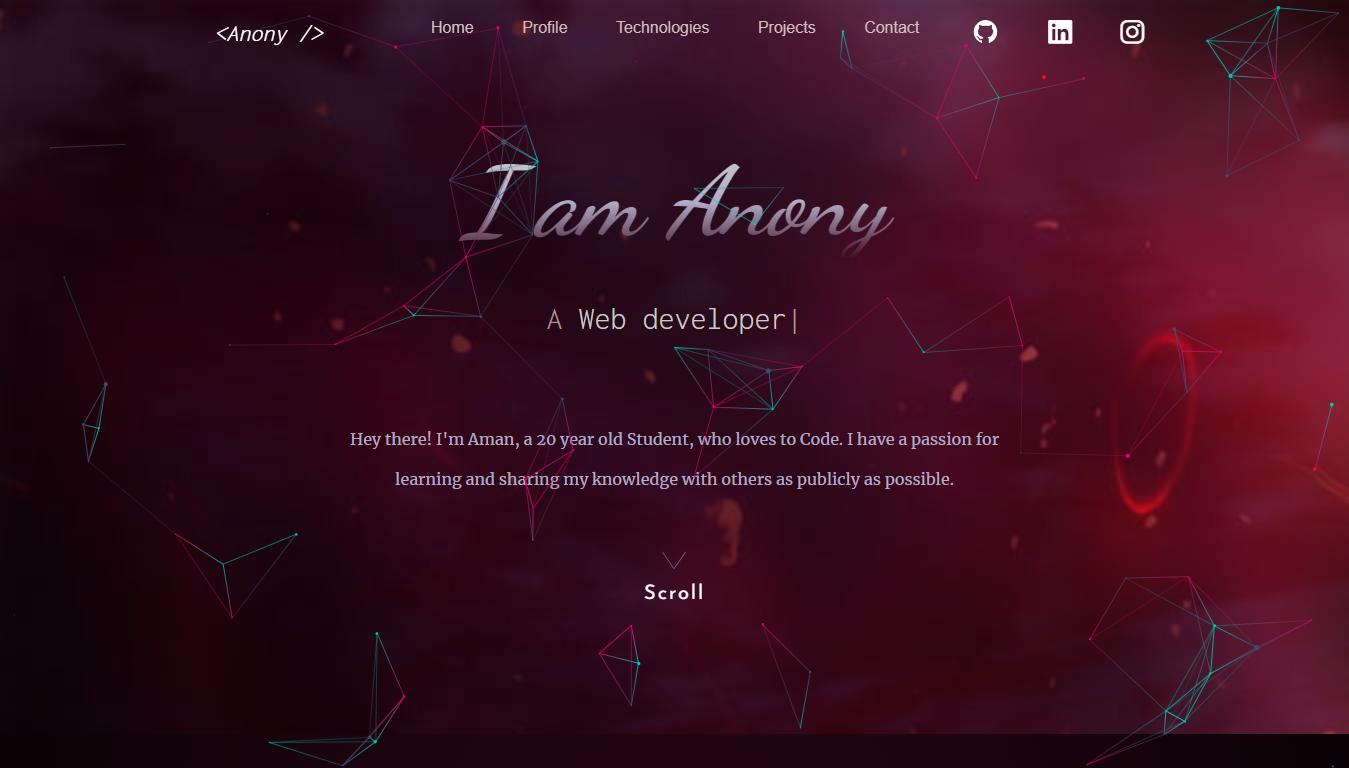 <Anony />
Home Profile Technologies Projects Contact
I am Anony
A Web developer|
Hey there! I'm Aman, a 20 year old Student, who loves to Code. I have a passion for
learning and sharing my knowledge with others as publicly as possible.
Scroll